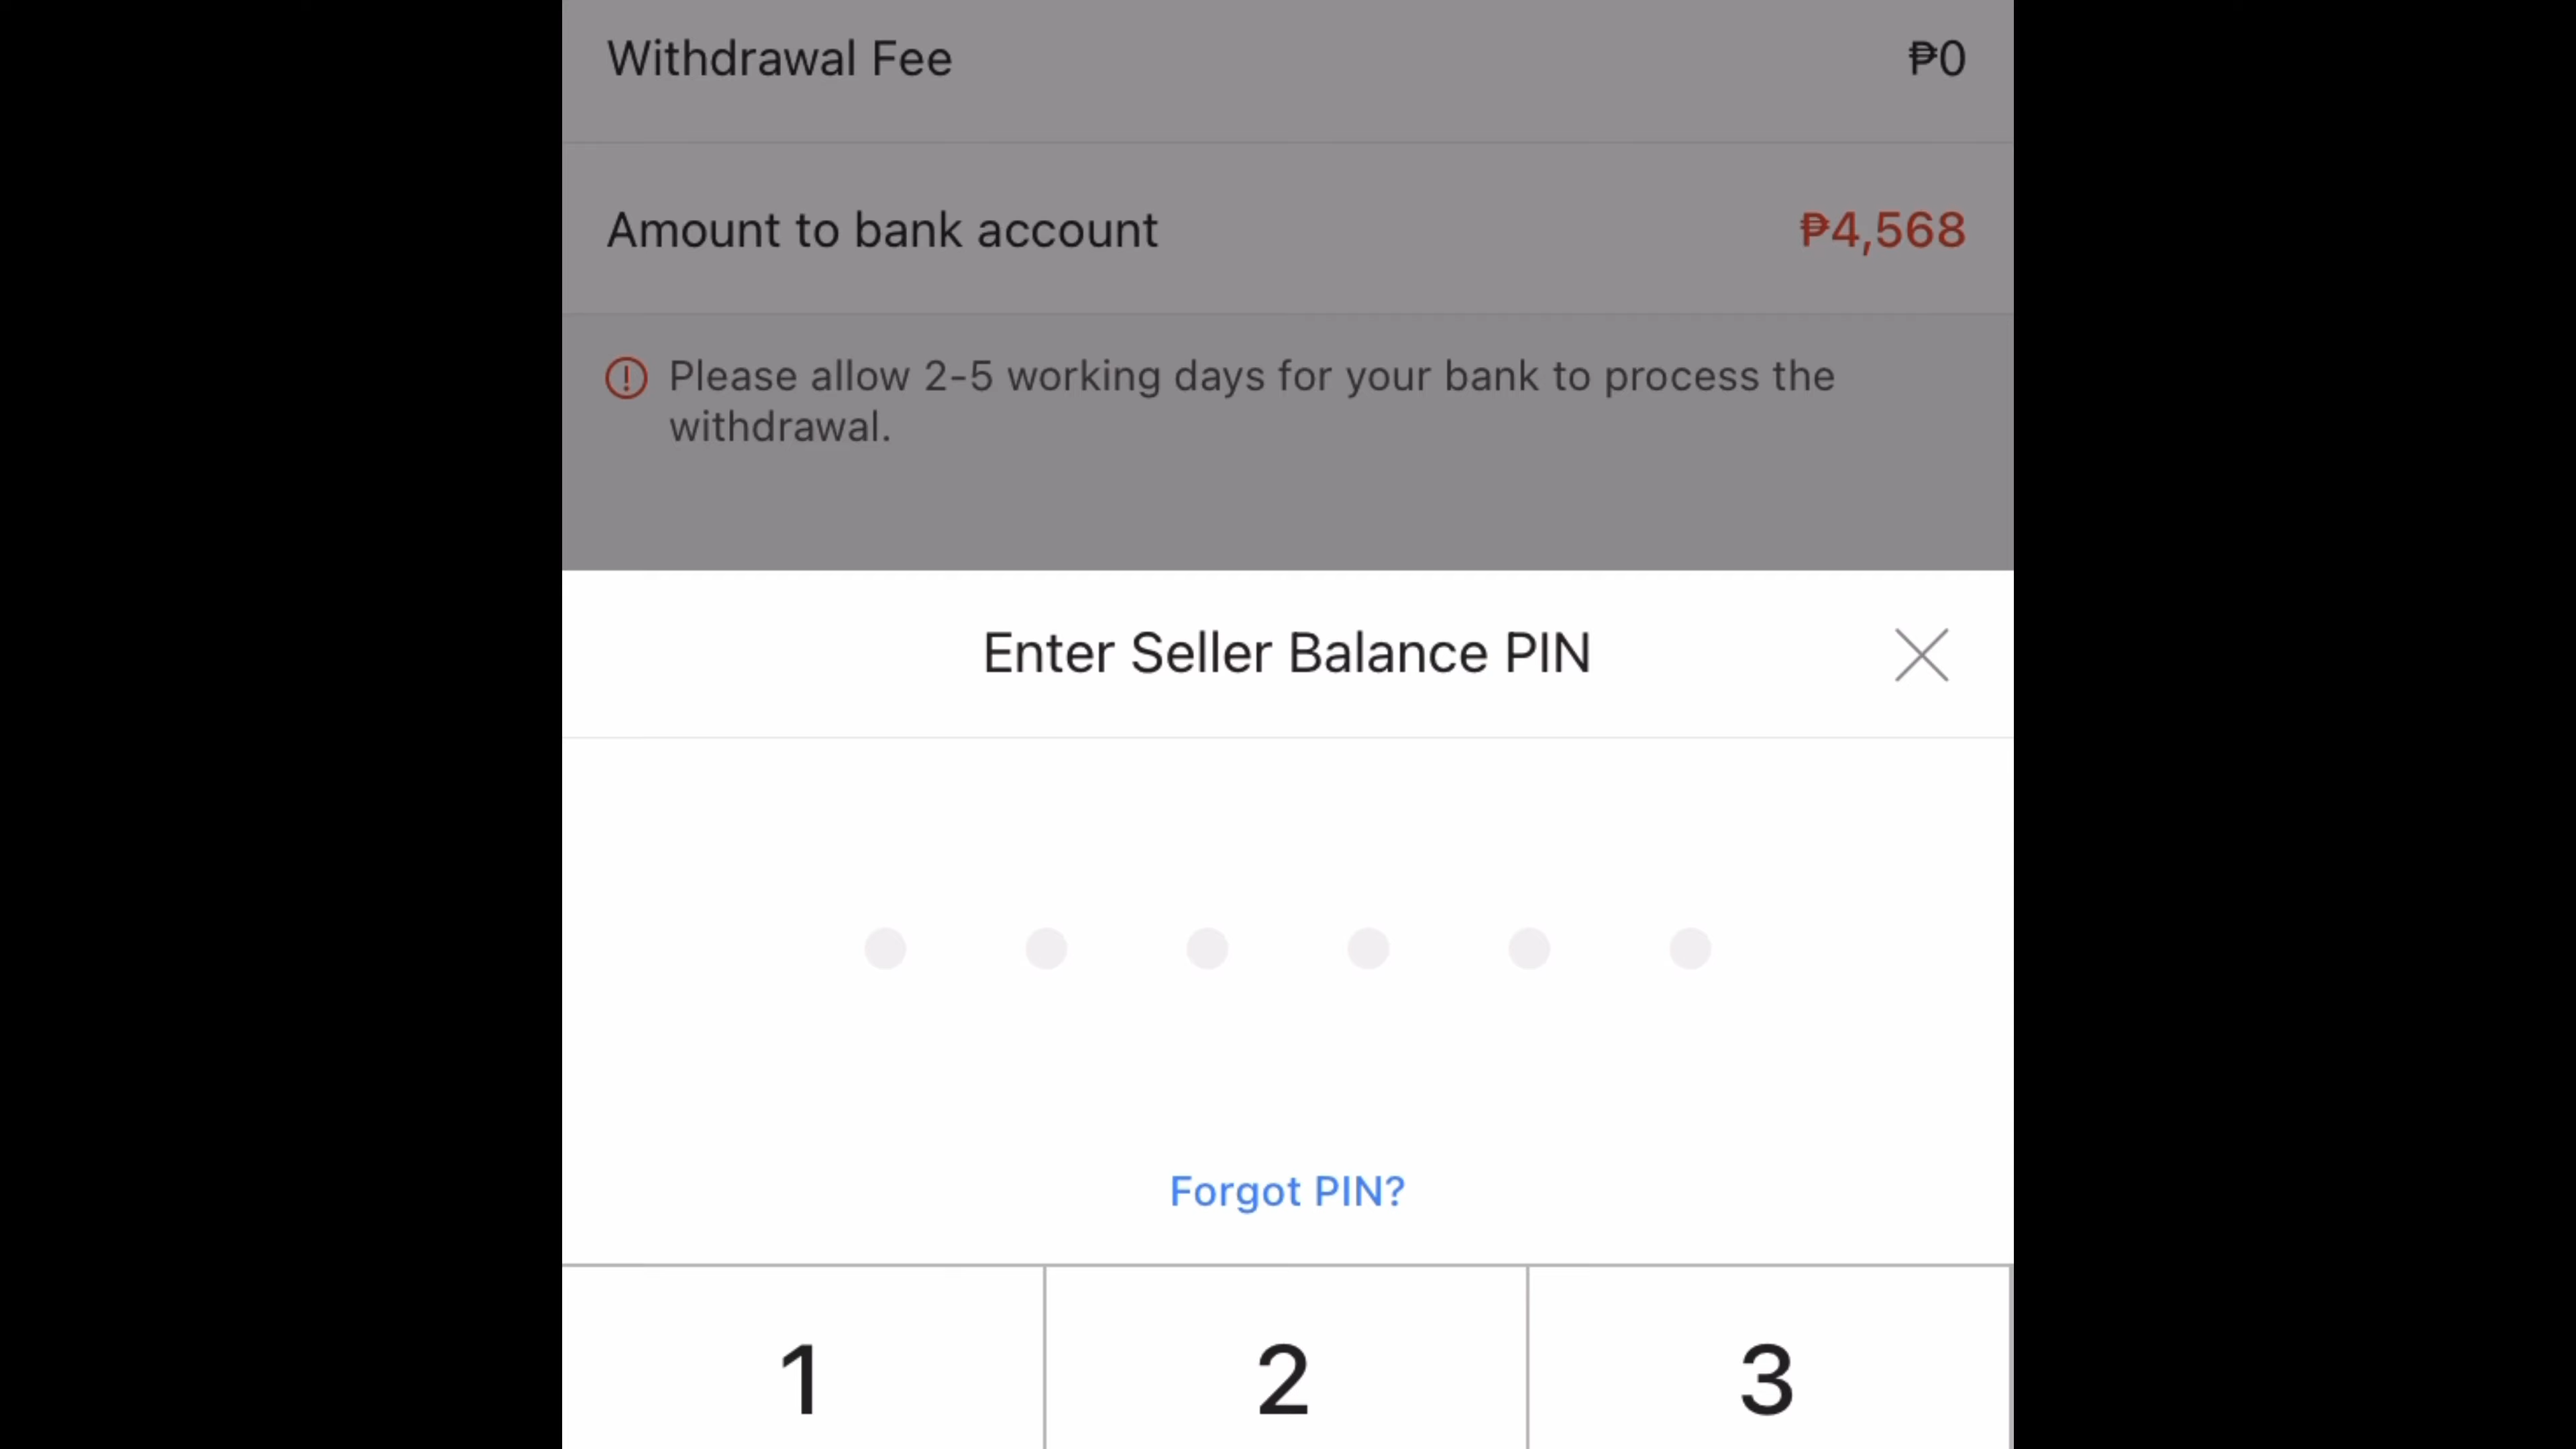 Withdrawal Fee ₱0
Amount to bank account ₱4,568
Please allow 2-5 working days for your bank to process the
withdrawal.
Enter Seller Balance PIN
Forgot PIN?
1 2 3